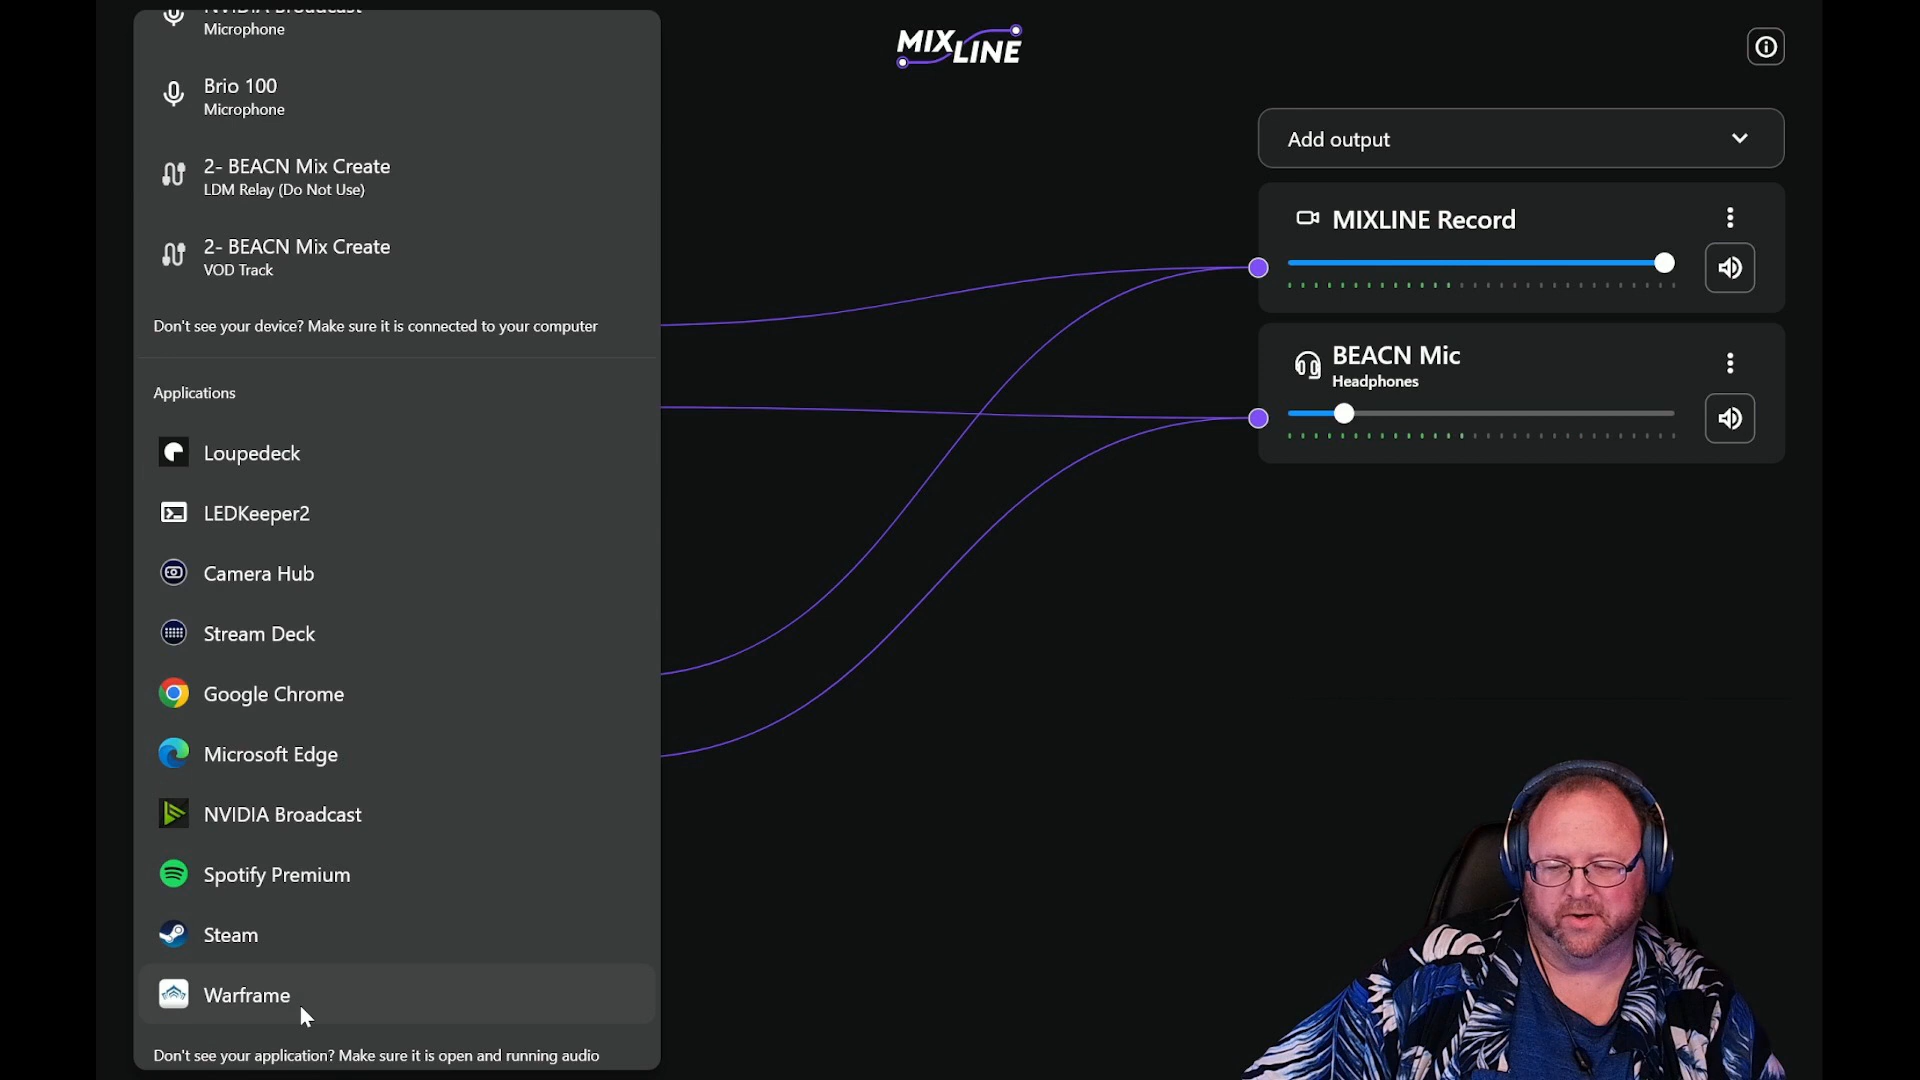 NVIDIA Broadcast
Microphone
Brio 100
Microphone
2- BEACN Mix Create
LDM Relay (Do Not Use)
2- BEACN Mix Create
VOD Track
Don't see your device? Make sure it is connected to your computer
Applications
Loupedeck
LEDKeeper2
Camera Hub
Stream Deck
Google Chrome
Microsoft Edge
NVIDIA Broadcast
Spotify Premium
Steam
Warframe
Don't see your application? Make sure it is open and running audio
MIXLINE
Add output
MIXLINE Record
BEACN Mic
Headphones